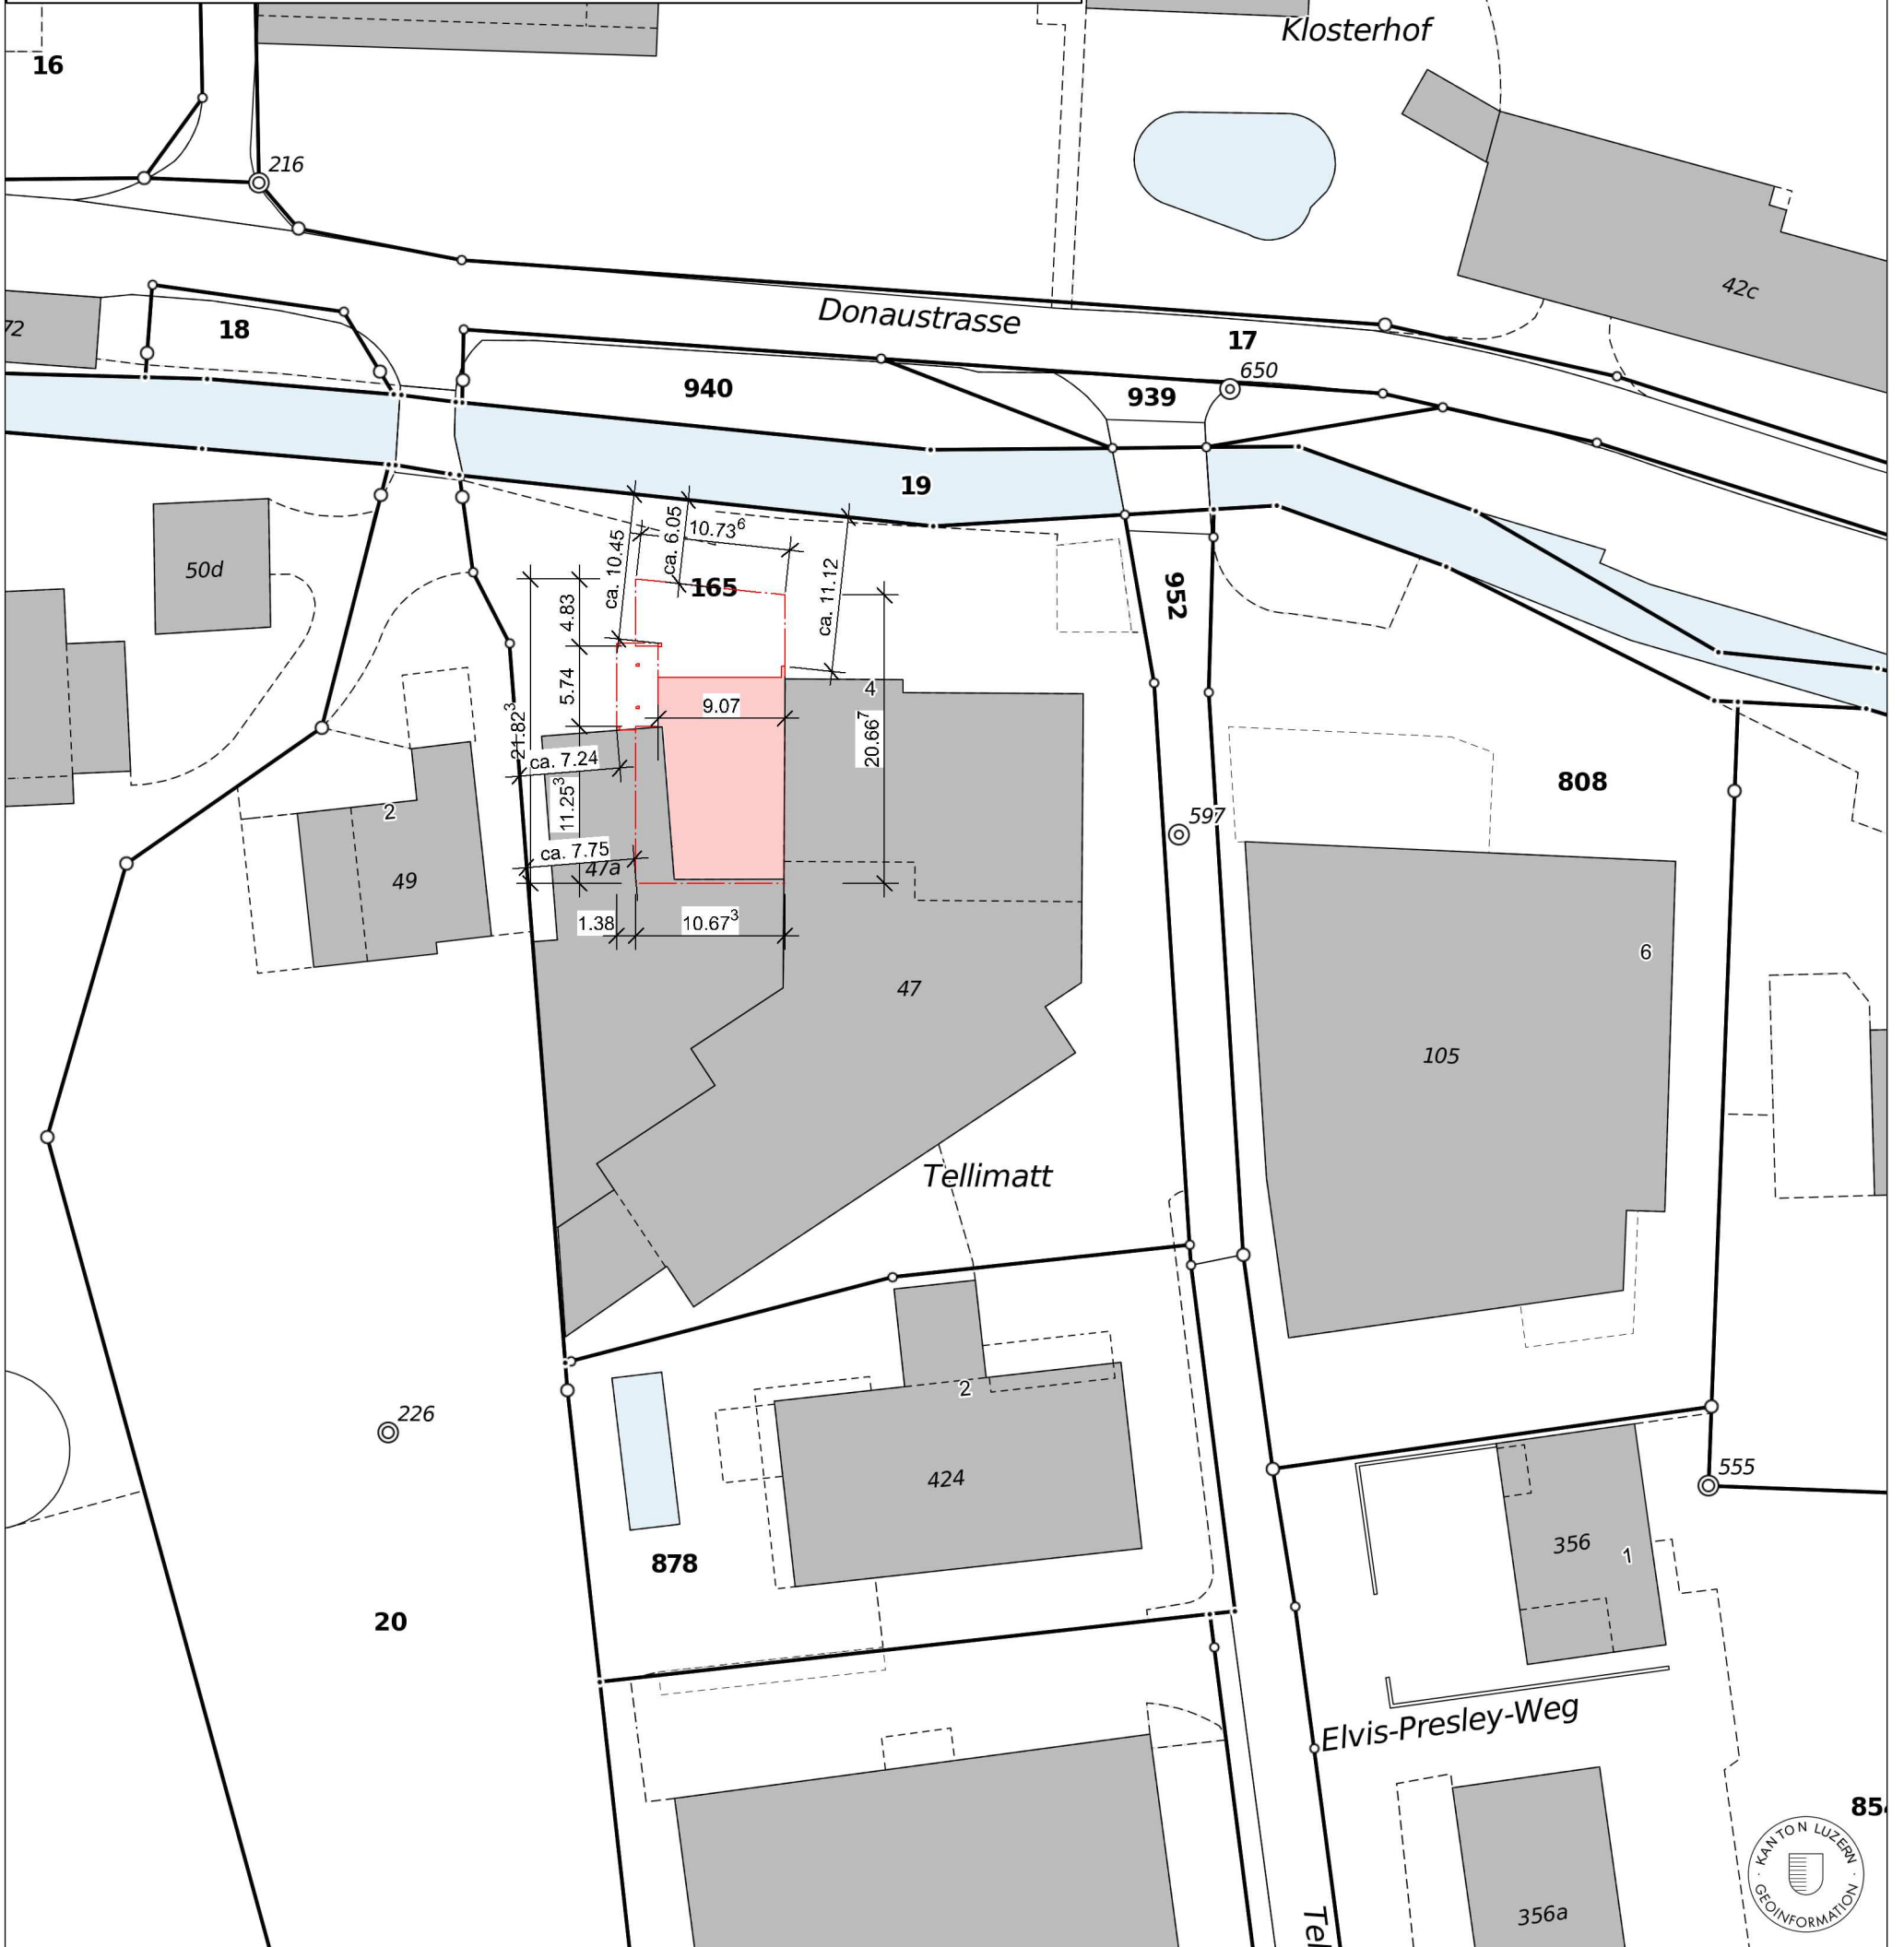 Klosterhof
16
216
42c
Donaustrasse
17
72
18
650
940
939
19
ca. 10.45
ca. 6.05
10.73⁶
50d
165
ca. 11.12
4.83
952
5.74
4
9.07
21.82³
20.66⁷
ca. 7.24
808
2
11.25³
597
ca. 7.75
47a
49
1.38
10.67³
6
47
105
Tellimatt
2
226
424
555
356
1
878
20
Elvis-Presley-Weg
KANTON LUZERN
GEOINFORMATION
356a